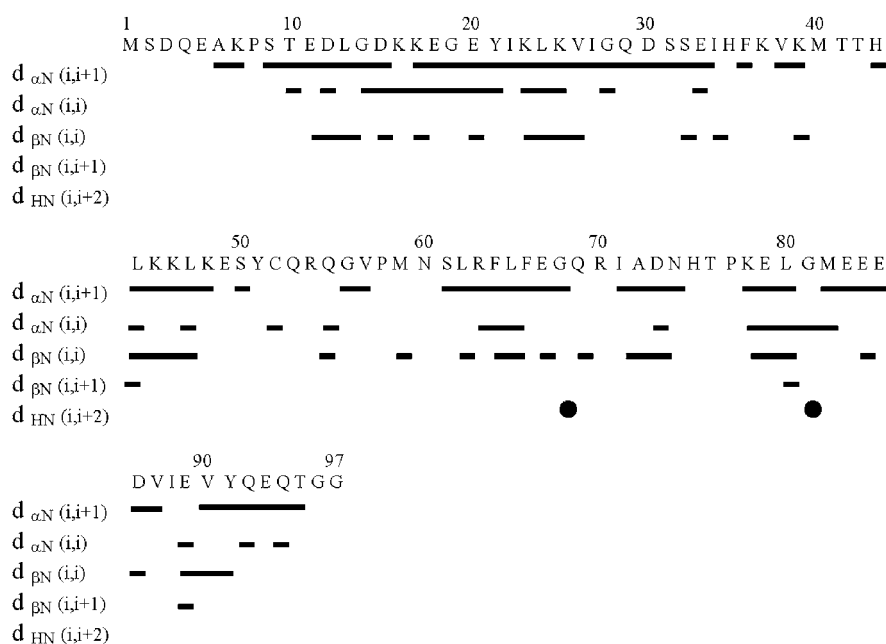 1 10 20 30 40
M S D Q E A K P S T E D L G D K K E G E Y I K L K V I G Q D S S E I H F K V K M T T H
d αN (i,i+1)
d αN (i,i)
d βN (i,i)
d βN (i,i+1)
d HN (i,i+2)
50 60 70 80
L K K L K E S Y C Q R Q G V P M N S L R F L F E G Q R I A D N H T P K E L G M E E E
d αN (i,i+1)
d αN (i,i)
d βN (i,i)
d βN (i,i+1)
d HN (i,i+2)
90 97
D V I E V Y Q E Q T G G
d αN (i,i+1)
d αN (i,i)
d βN (i,i)
d βN (i,i+1)
d HN (i,i+2)